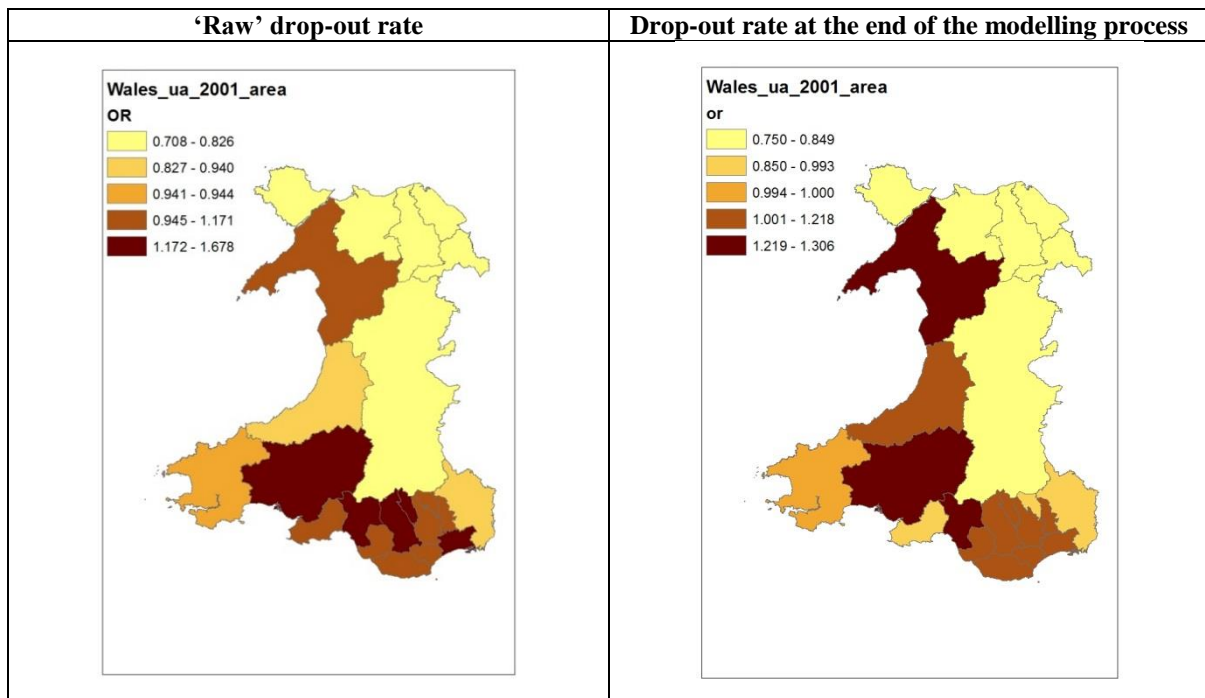 ‘Raw’ drop-out rate
Drop-out rate at the end of the modelling process
Wales_ua_2001_area
OR
0.708 - 0.826
0.827 - 0.940
0.941 - 0.944
0.945 - 1.171
1.172 - 1.678
Wales_ua_2001_area
or
0.750 - 0.849
0.850 - 0.993
0.994 - 1.000
1.001 - 1.218
1.219 - 1.306